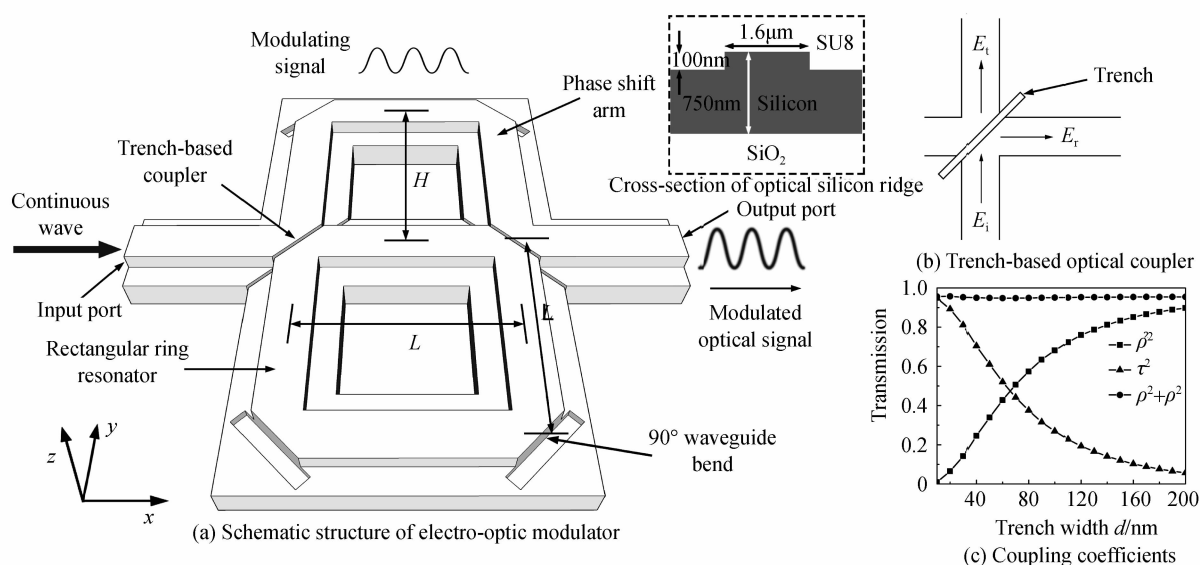 Modulating
signal
Phase shift
arm
Trench-based
coupler
H
Continuous
wave
Input port
Rectangular ring
resonator
L
L
90° waveguide
bend
Output port
Modulated
optical signal
y
z
x
(a) Schematic structure of electro-optic modulator
1.6μm
SU8
100nm
750nm
Silicon
SiO2
Cross-section of optical silicon ridge
Et
Trench
Er
Ei
(b) Trench-based optical coupler
1.0
0.8
0.6
0.4
0.2
0
Transmission
ρ²
τ²
ρ²+ρ²
40
80
120
160
200
Trench width d/nm
(c) Coupling coefficients